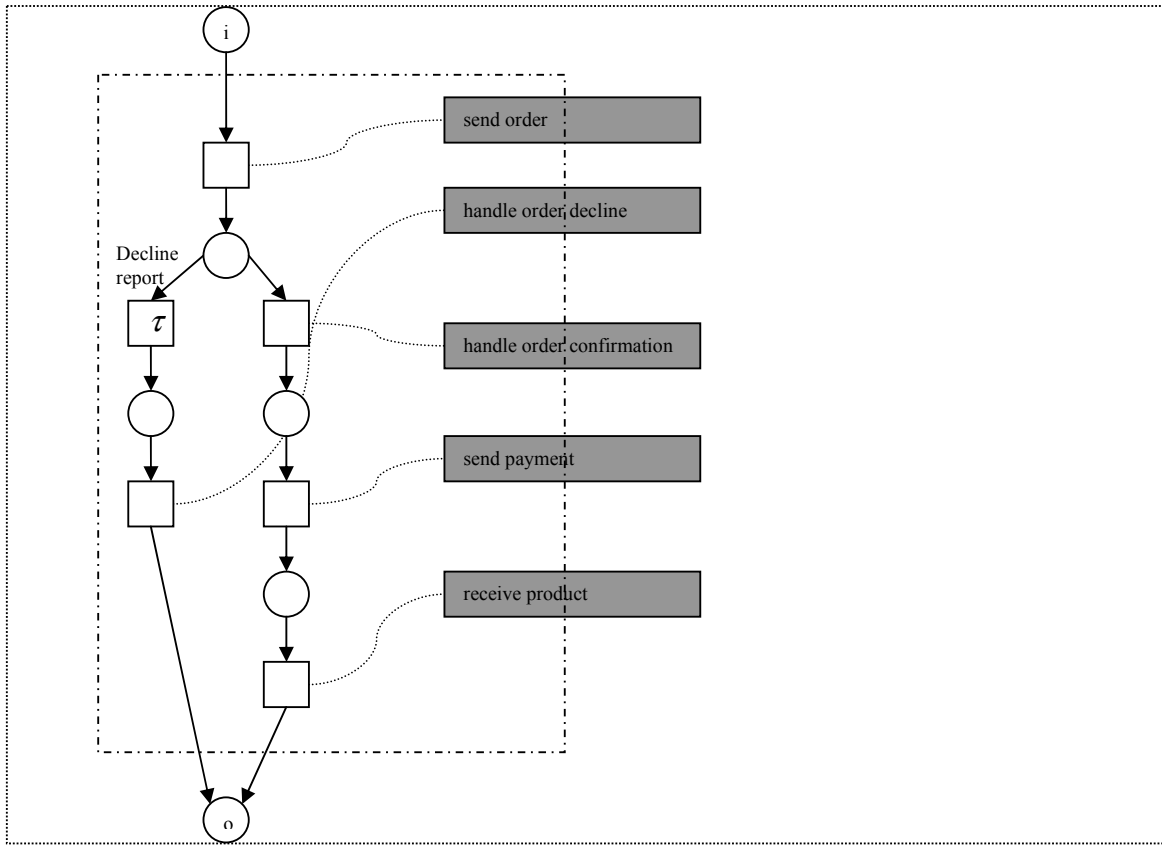 i
send order
handle order decline
Decline
report
τ
handle order confirmation
send payment
receive product
o